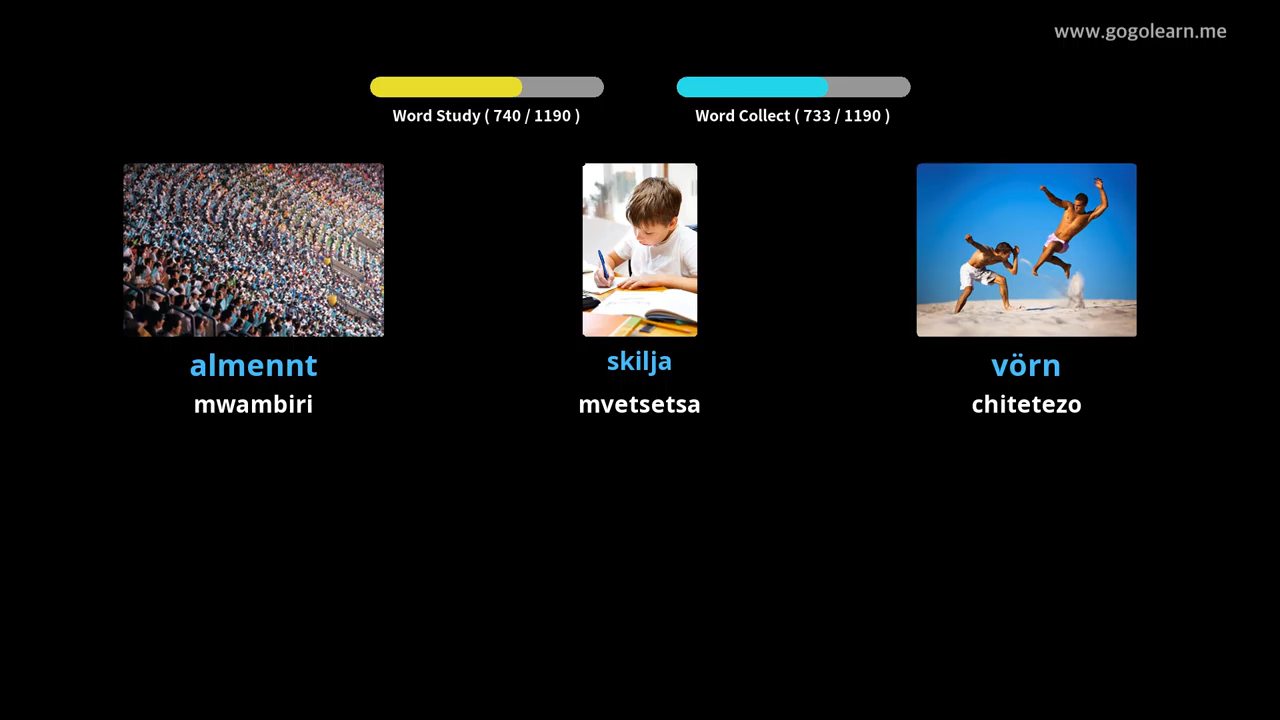 www.gogolearn.me
Word Study ( 740 / 1190 )
Word Collect ( 733 / 1190 )
almennt
mwambiri
skilja
mvetsetsa
vörn
chitetezo